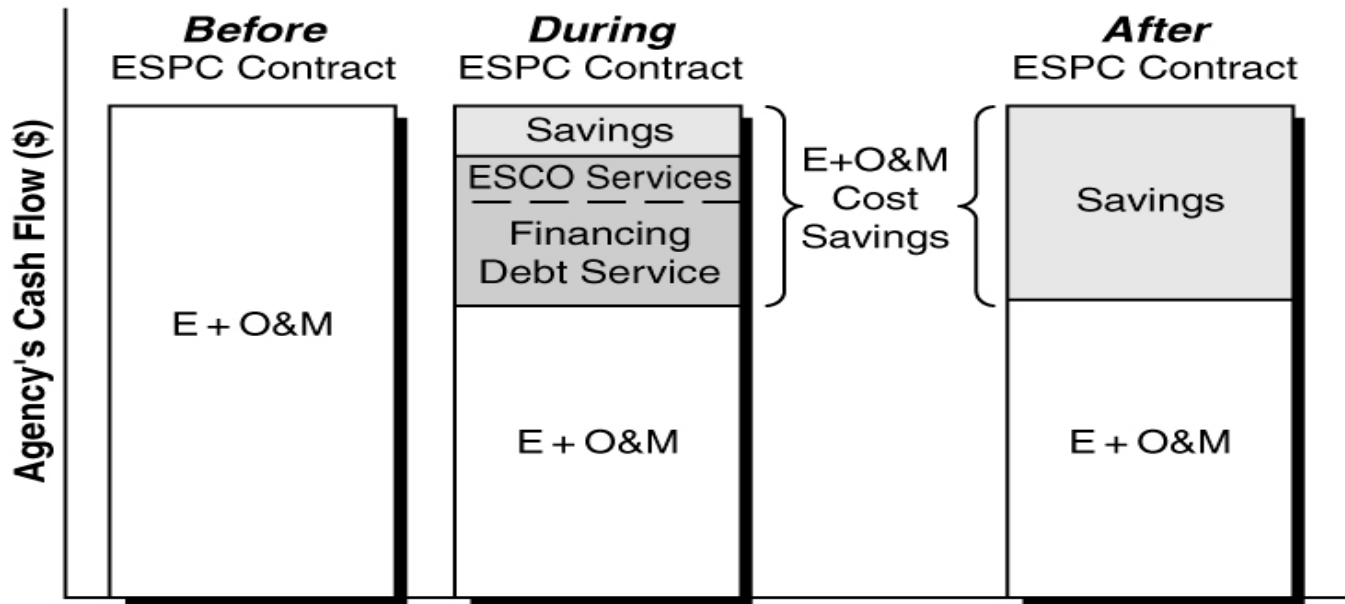 Agency's Cash Flow ($)
Before
ESPC Contract
E + O&M
During
ESPC Contract
Savings
ESCO Services
Financing
Debt Service
E + O&M
E+O&M
Cost
Savings
After
ESPC Contract
Savings
E + O&M